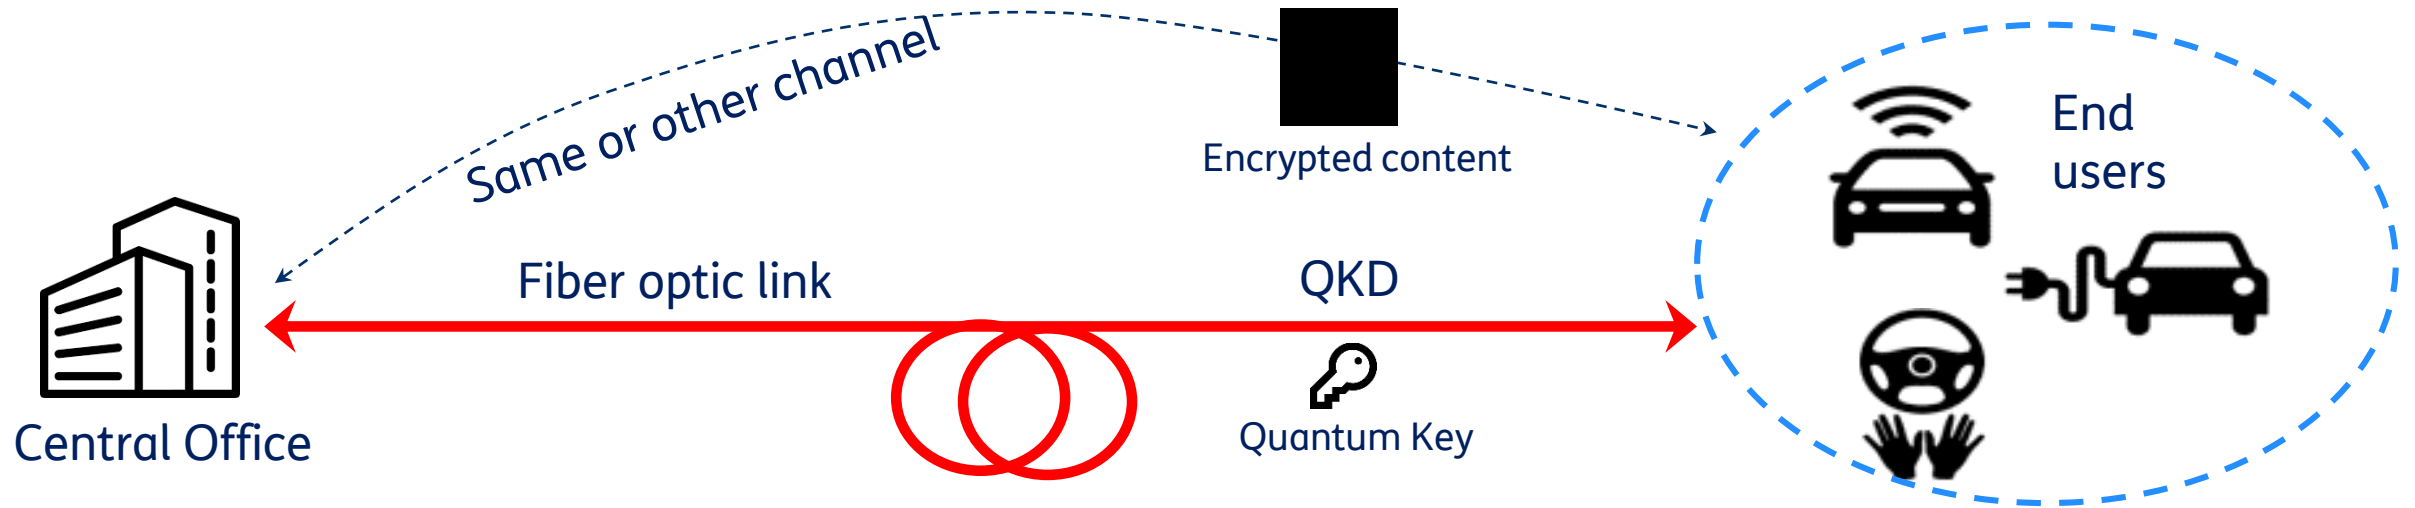 Same or other channel
Encrypted content
End
users
Fiber optic link
QKD
Central Office
Quantum Key